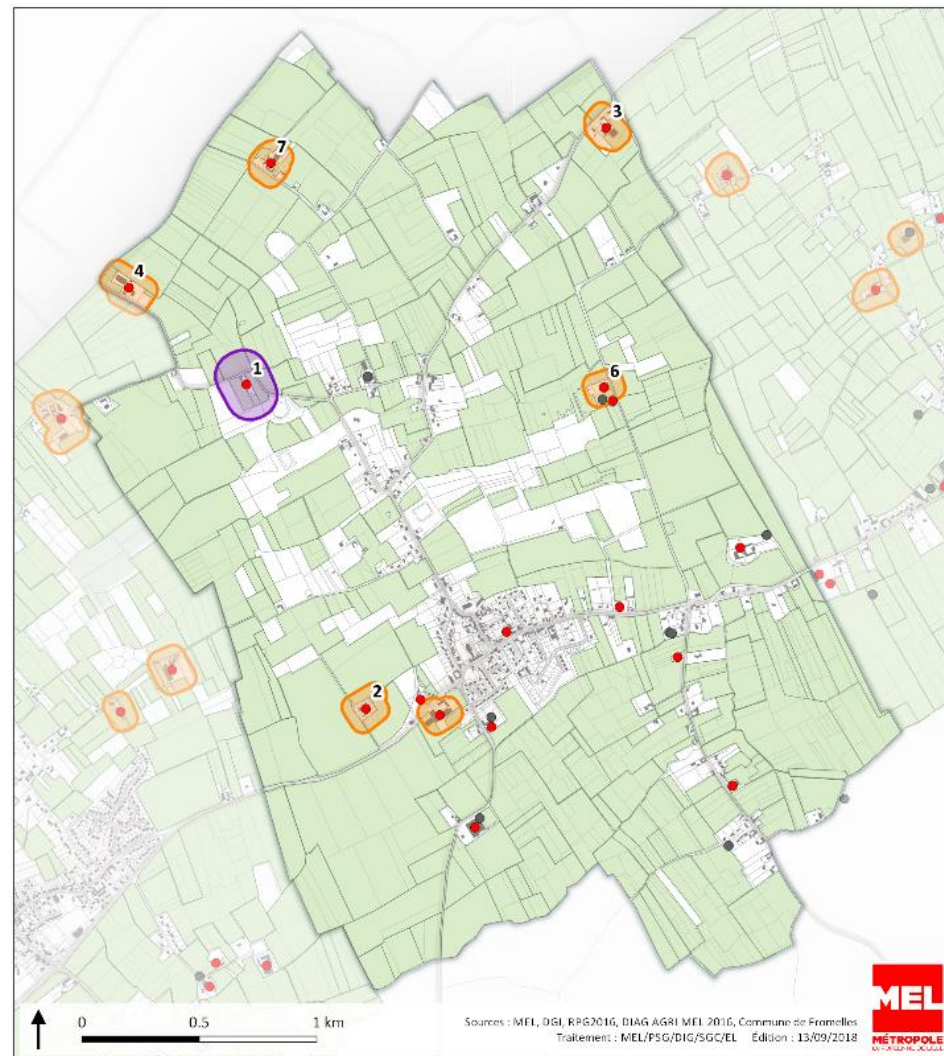 3
7
4
1
6
2
0 0.5 1 km
Sources : MEL, DGI, RPG2016, DIAG AGRI MEL 2016, Commune de Fromelles
Traitement : MEL/PSG/DIG/SGC/EL Édition : 13/09/2018
MEL
MÉTROPOLE